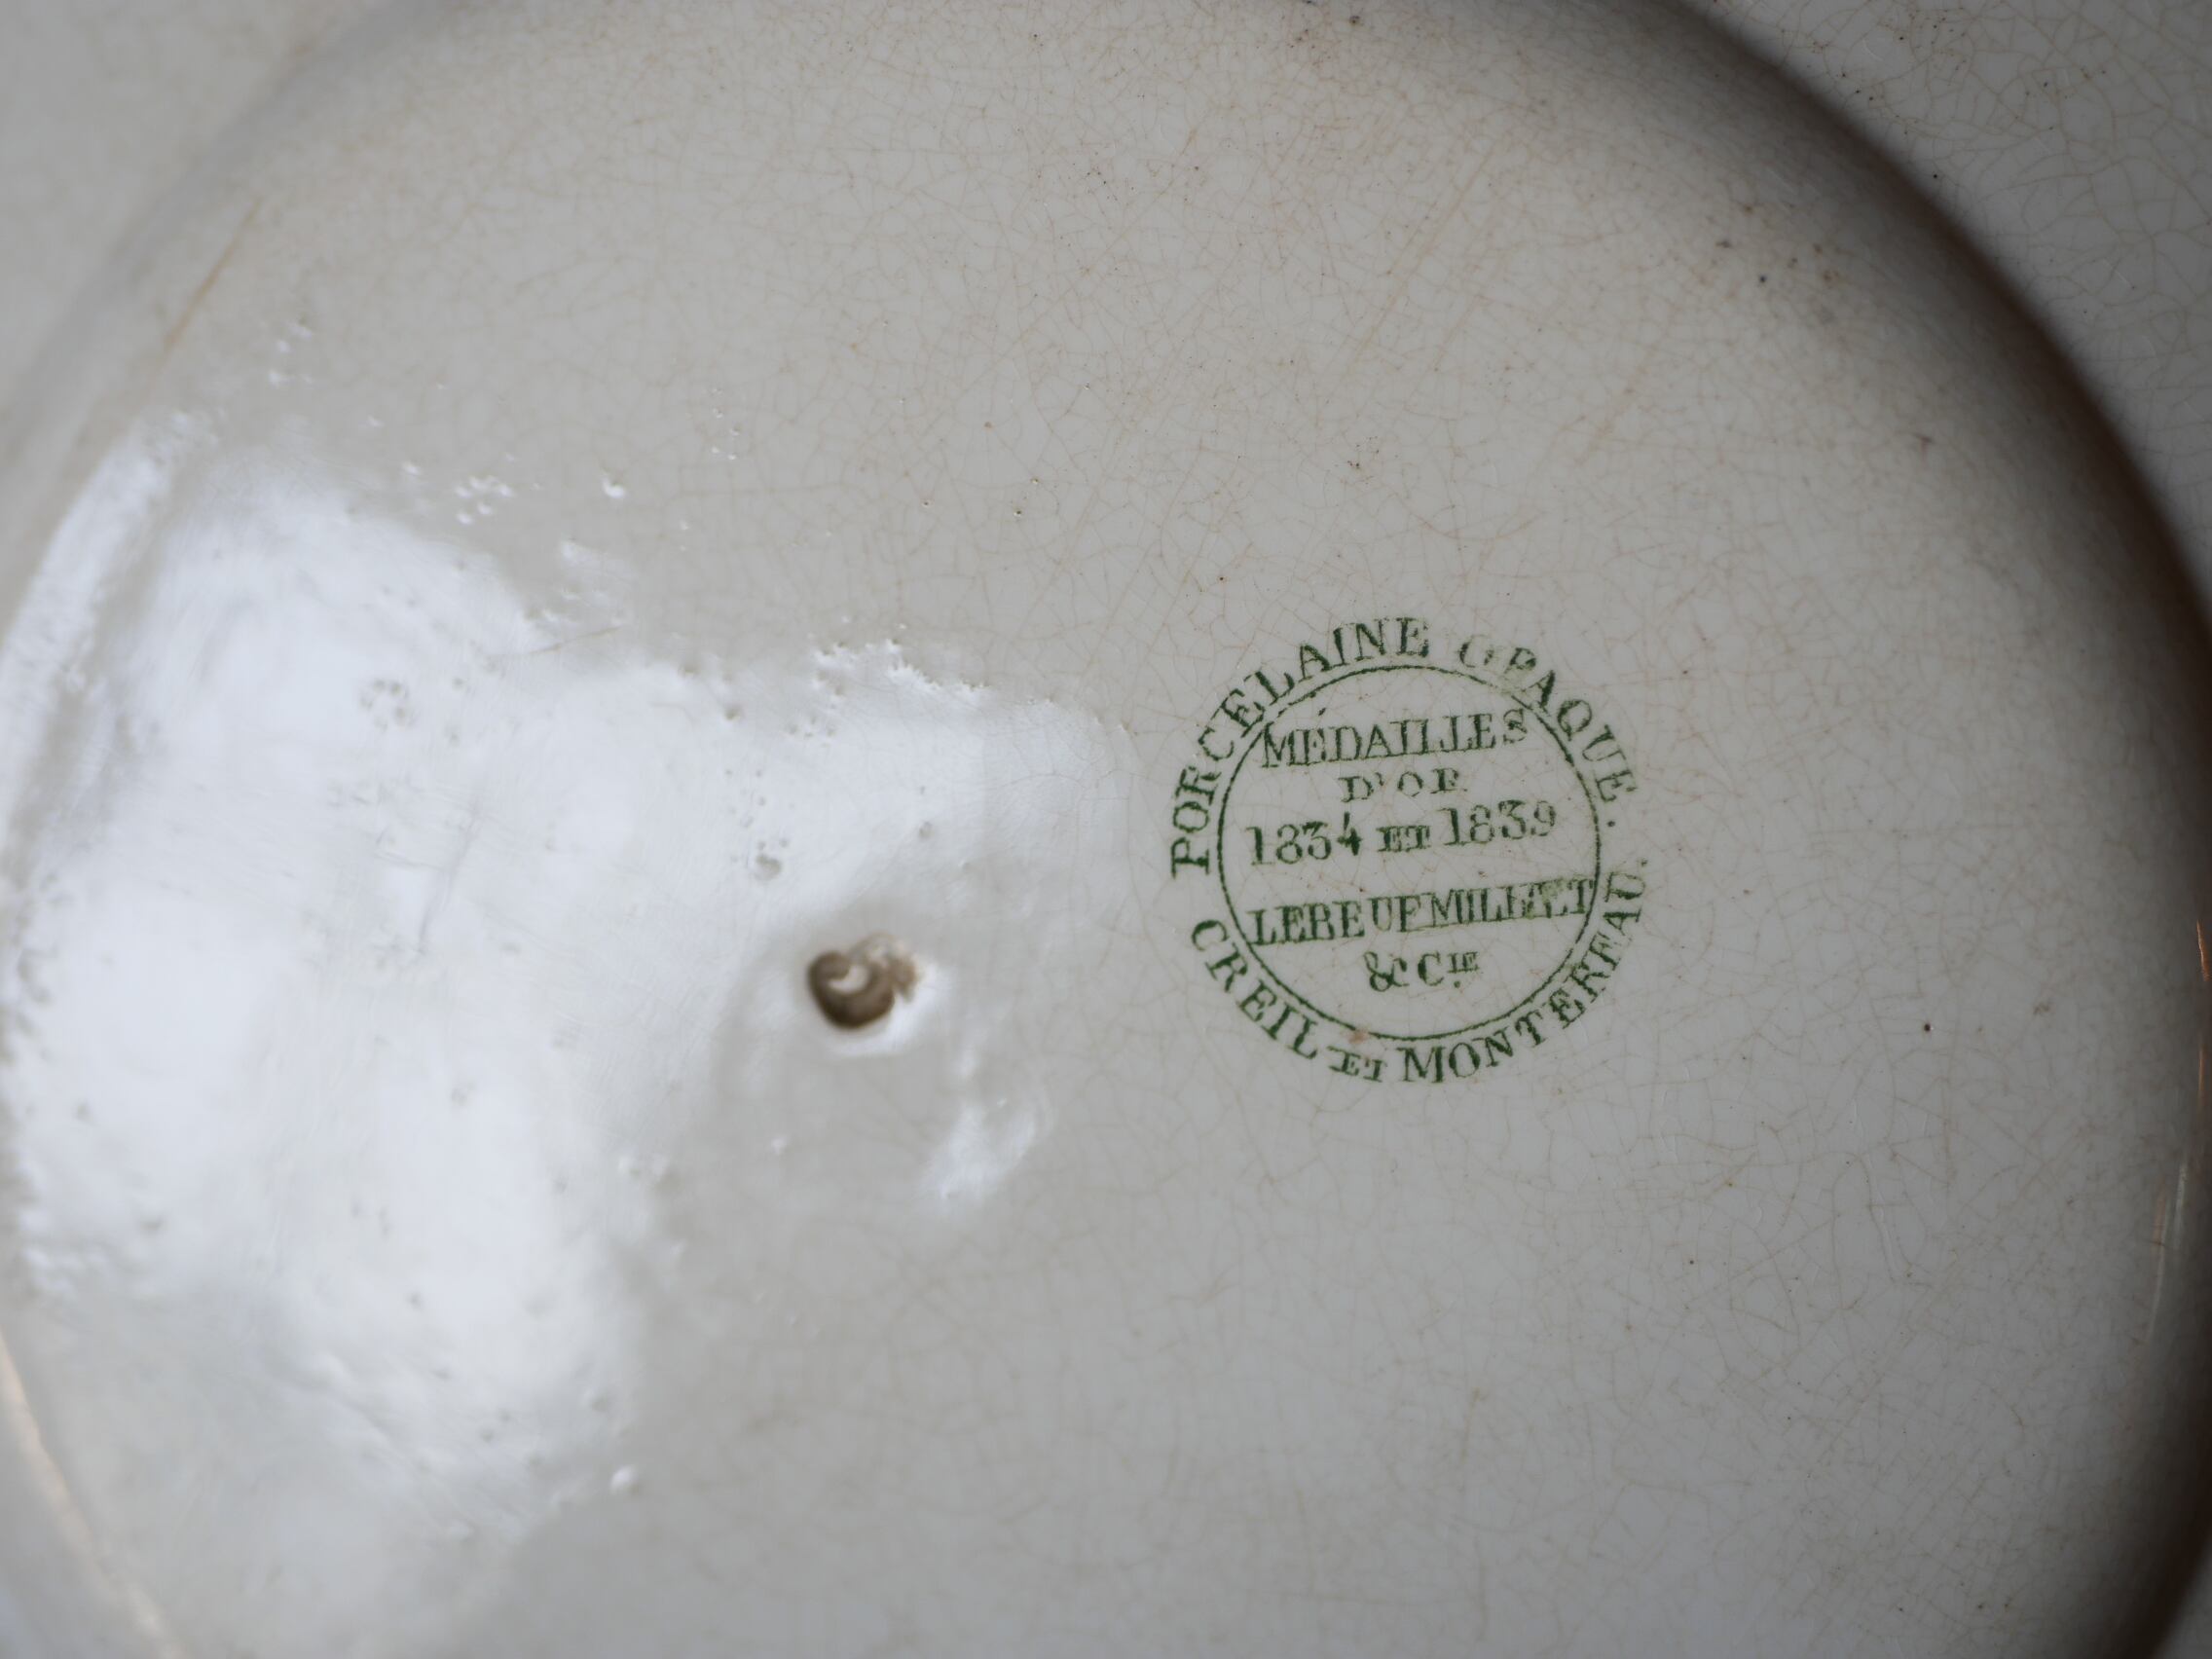 PORCELAINE OPAQUE.
MÉDAILLES
D'OR
1834 ET 1839
LEBEUF MILLIET
& CIE
CREIL ET MONTEREAU.